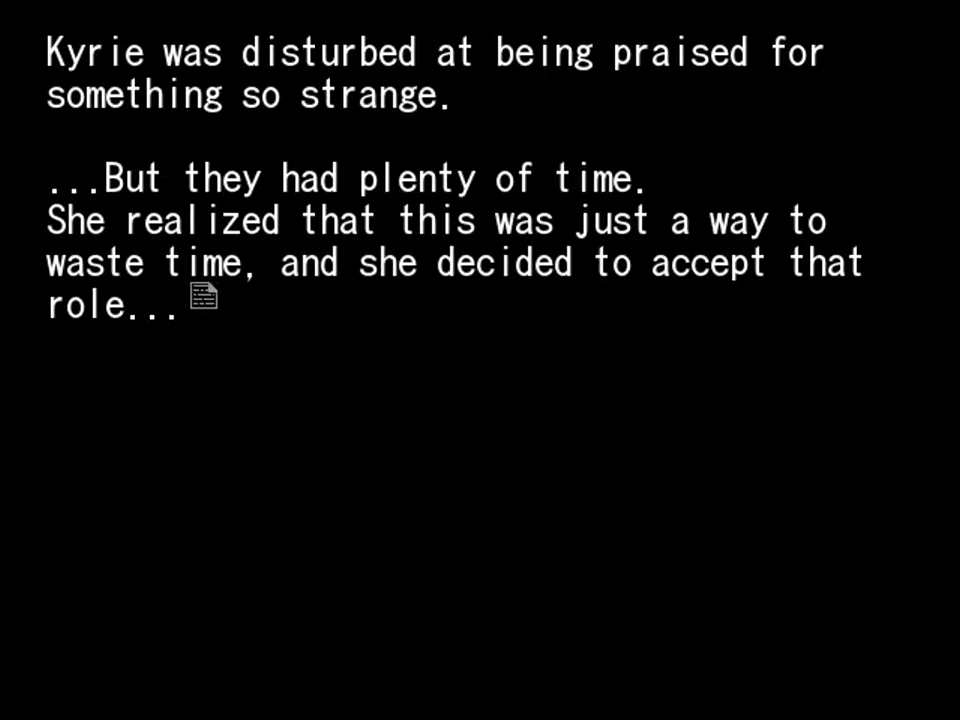 Kyrie was disturbed at being praised for
something so strange.
...But they had plenty of time.
She realized that this was just a way to
waste time, and she decided to accept that
role...